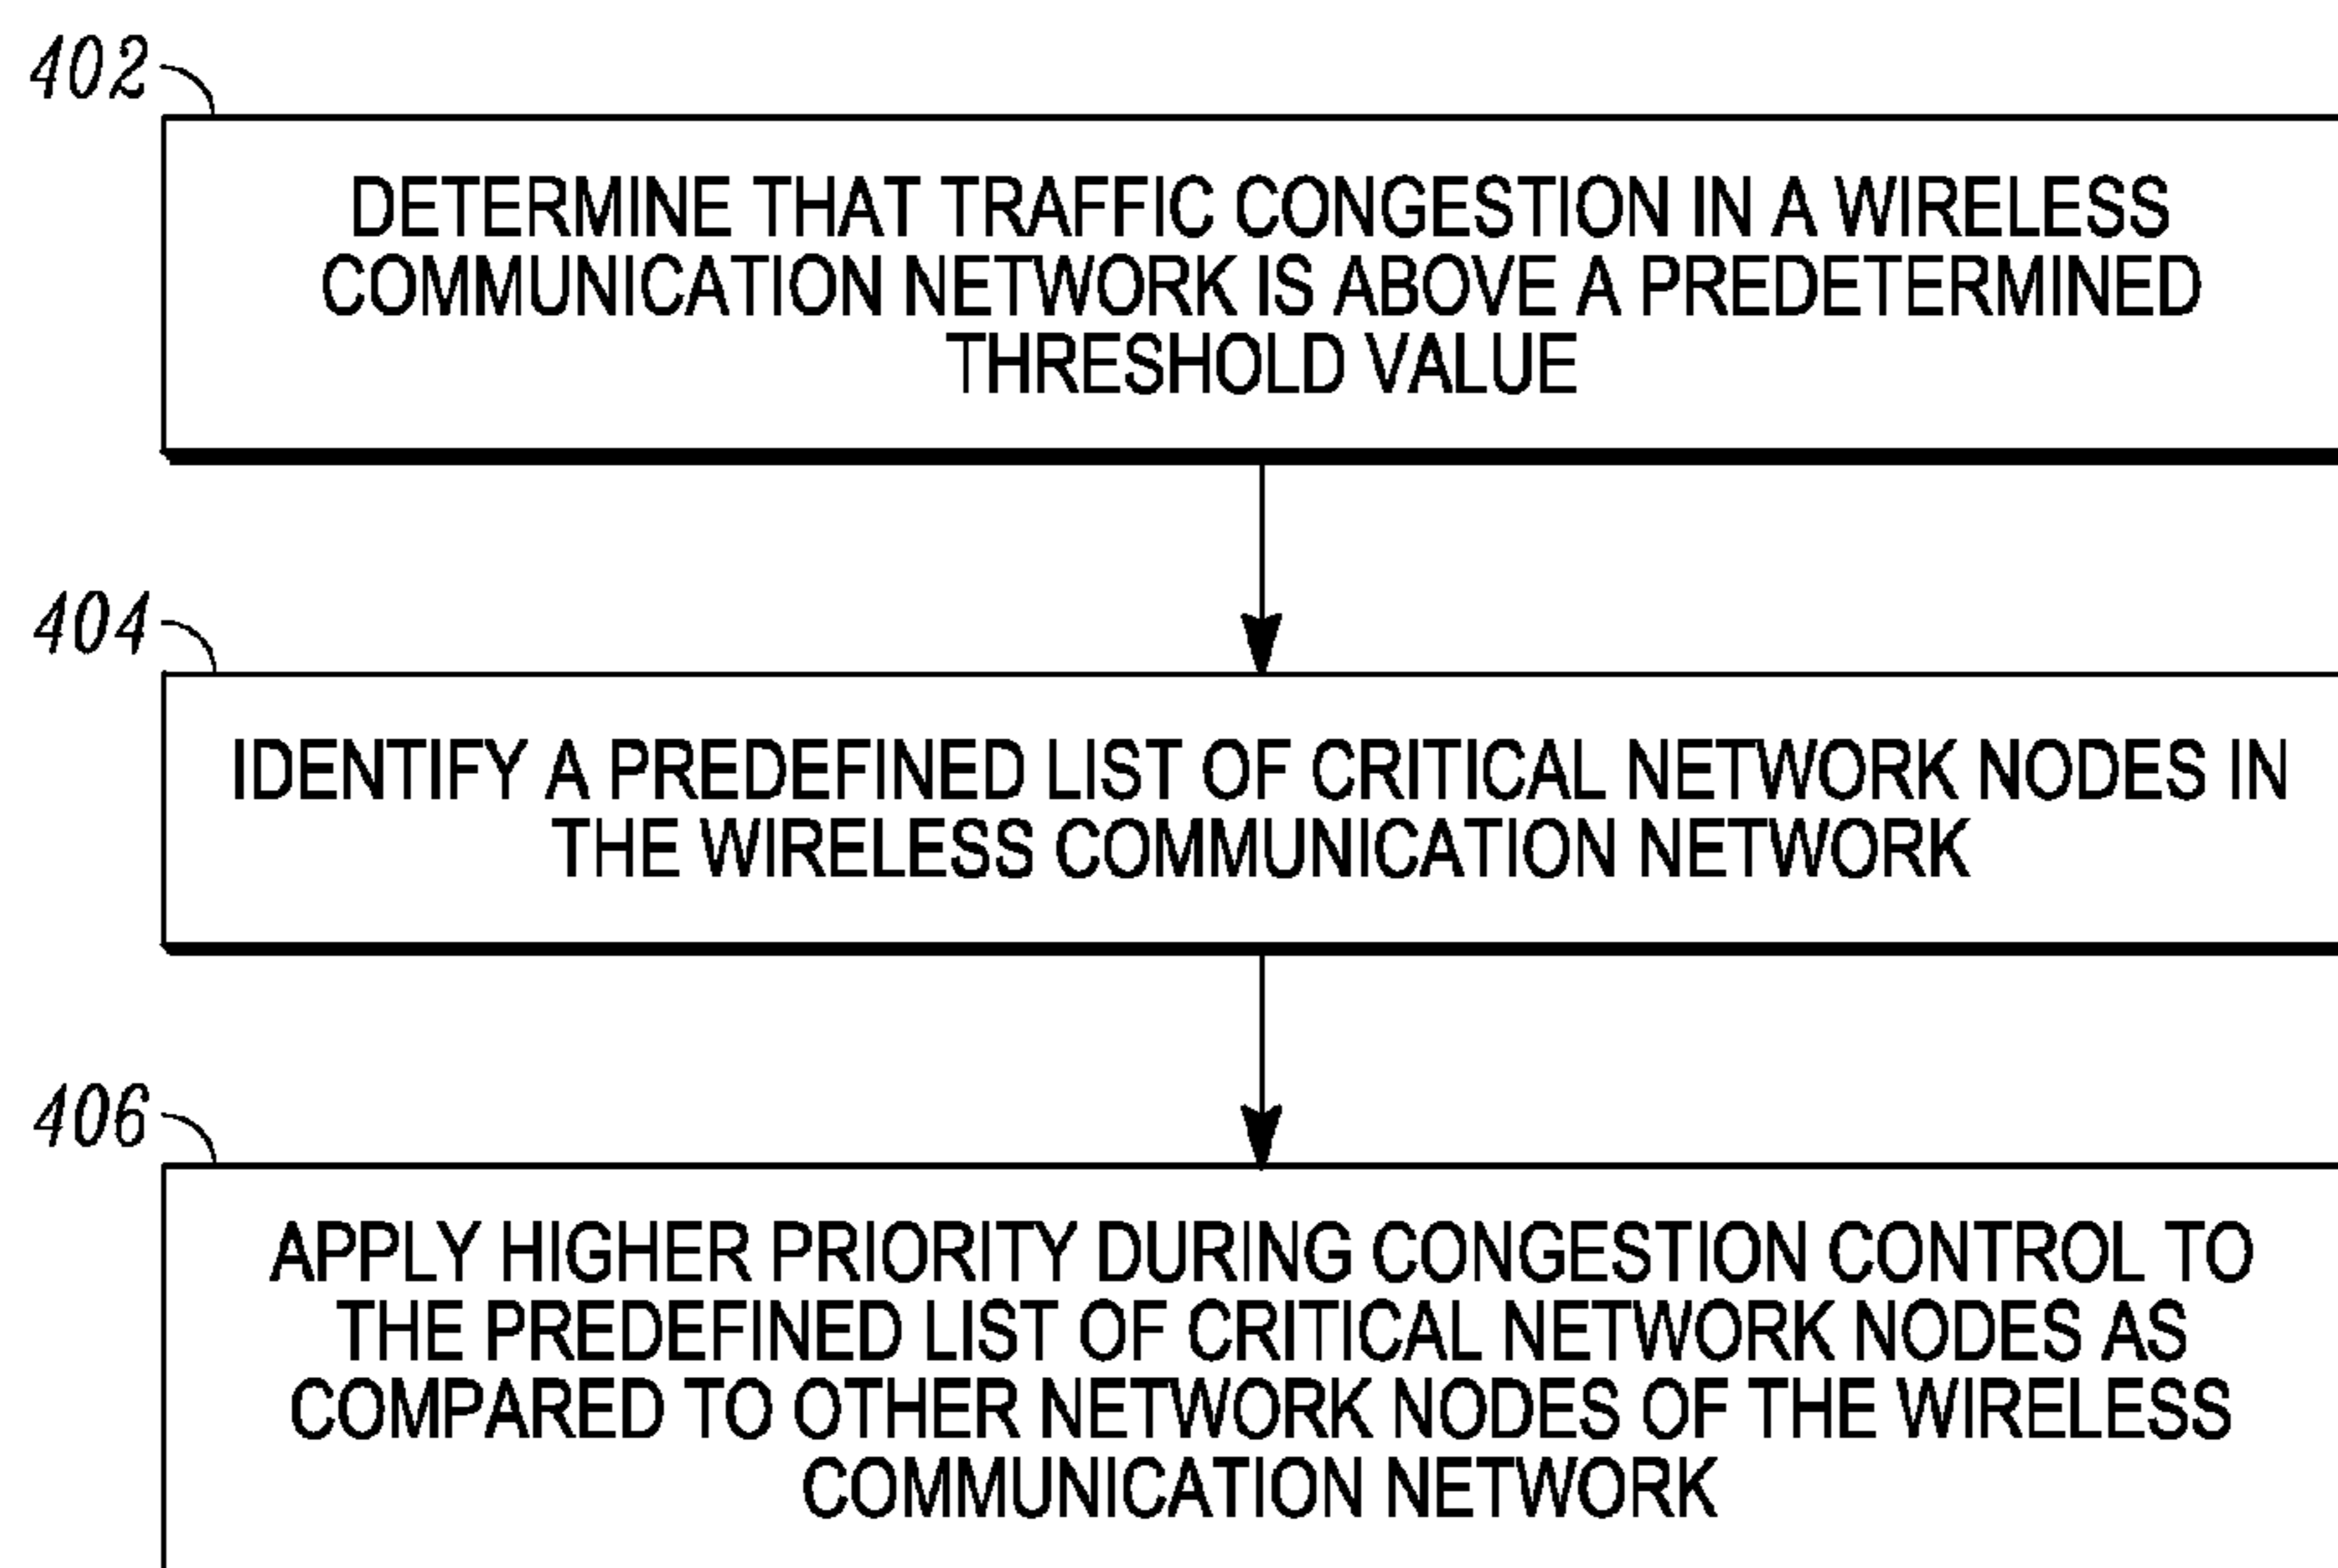 402
DETERMINE THAT TRAFFIC CONGESTION IN A WIRELESS
COMMUNICATION NETWORK IS ABOVE A PREDETERMINED
THRESHOLD VALUE
404
IDENTIFY A PREDEFINED LIST OF CRITICAL NETWORK NODES IN
THE WIRELESS COMMUNICATION NETWORK
406
APPLY HIGHER PRIORITY DURING CONGESTION CONTROL TO
THE PREDEFINED LIST OF CRITICAL NETWORK NODES AS
COMPARED TO OTHER NETWORK NODES OF THE WIRELESS
COMMUNICATION NETWORK